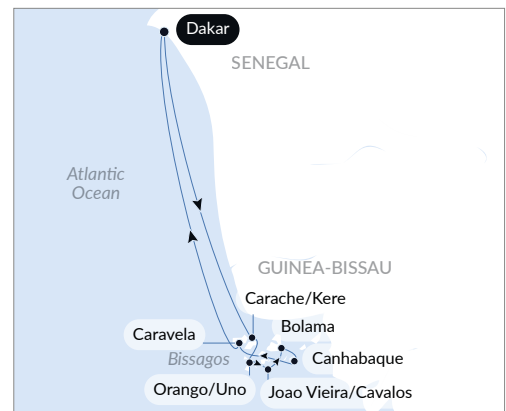 Dakar
SENEGAL
Atlantic
Ocean
GUINEA-BISSAU
Carache/Kere
Bolama
Caravela
Bissagos
Canhabaque
Orango/Uno
Joao Vieira/Cavalos